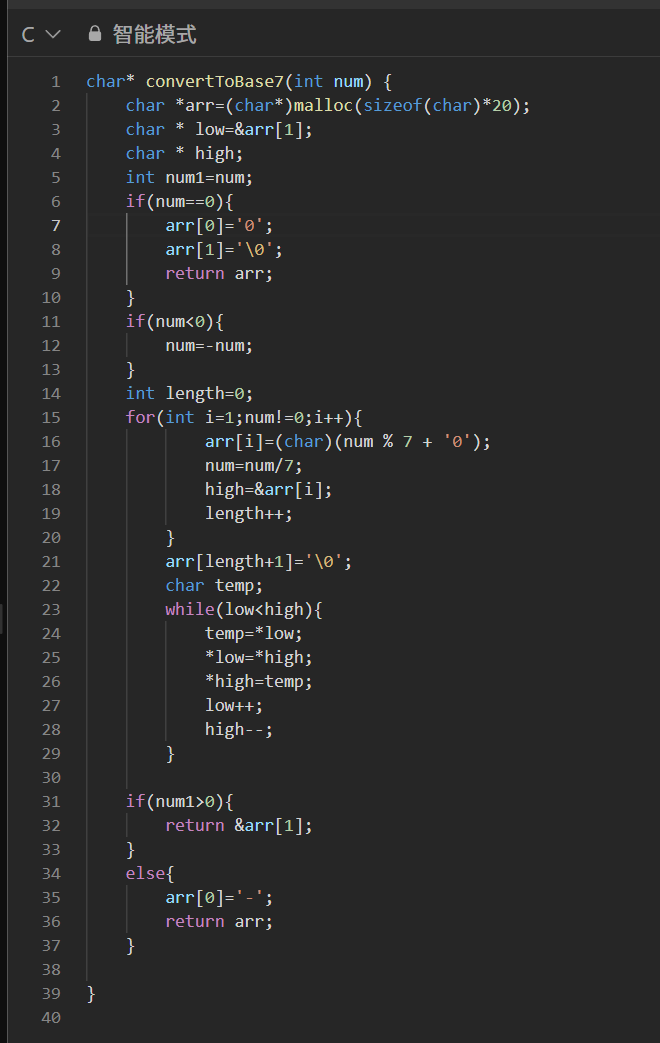 C 智能模式
1 char* convertToBase7(int num) {
2     char *arr=(char*)malloc(sizeof(char)*20);
3     char * low=&arr[1];
4     char * high;
5     int num1=num;
6     if(num==0){
7         arr[0]='0';
8         arr[1]='\0';
9         return arr;
10     }
11     if(num<0){
12         num=-num;
13     }
14     int length=0;
15     for(int i=1;num!=0;i++){
16             arr[i]=(char)(num % 7 + '0');
17             num=num/7;
18             high=&arr[i];
19             length++;
20         }
21         arr[length+1]='\0';
22         char temp;
23         while(low<high){
24             temp=*low;
25             *low=*high;
26             *high=temp;
27             low++;
28             high--;
29         }
30
31     if(num1>0){
32         return &arr[1];
33     }
34     else{
35         arr[0]='-';
36         return arr;
37     }
38
39 }
40